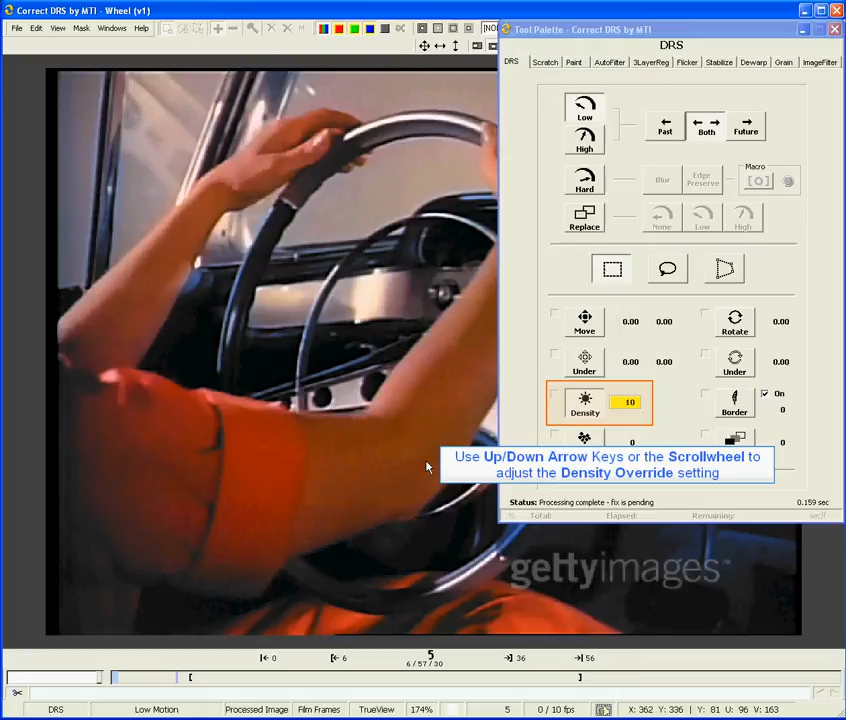 Correct DRS by MTI - Wheel (v1)
File Edit View Mask Windows Help
Tool Palette - Correct DRS by MTI
DRS
DRS Scratch Paint AutoFilter 3LayerReg Flicker Stabilize Dewarp Grain ImageFilter
Low
Past Both Future
High
Hard Blur Edge Preserve Macro
Replace None Low High
Move 0.00 0.00 Rotate 0.00
Under 0.00 0.00 Under 0.00
Density 10 Border On 0
0 0
Use Up/Down Arrow Keys or the Scrollwheel to
adjust the Density Override setting
Status: Processing complete - fix is pending 0.159 sec
% Total: Elapsed: Remaining: sec/f
gettyimages™
0 6 5 36 56
6 / 57 / 30
DRS Low Motion Processed Image Film Frames TrueView 174% 5 0 / 10 fps X: 362 Y: 336 Y: 81 U: 96 V: 163